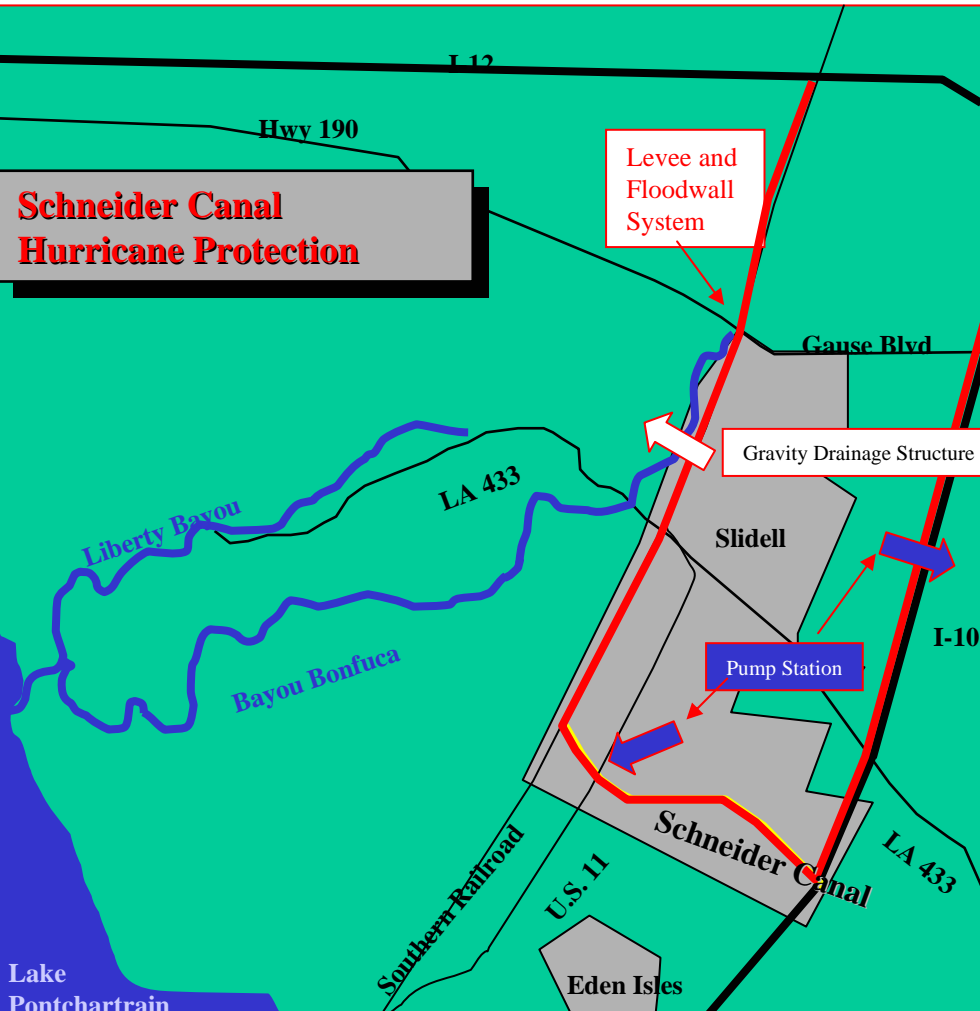 I-12
Hwy 190
Levee and
Floodwall
System
Schneider Canal
Hurricane Protection
Gause Blvd
Gravity Drainage Structure
LA 433
Liberty Bayou
Slidell
I-10
Pump Station
Bayou Bonfuca
Schneider Canal
LA 433
Southern Railroad
U.S. 11
Eden Isles
Lake
Pontchartrain